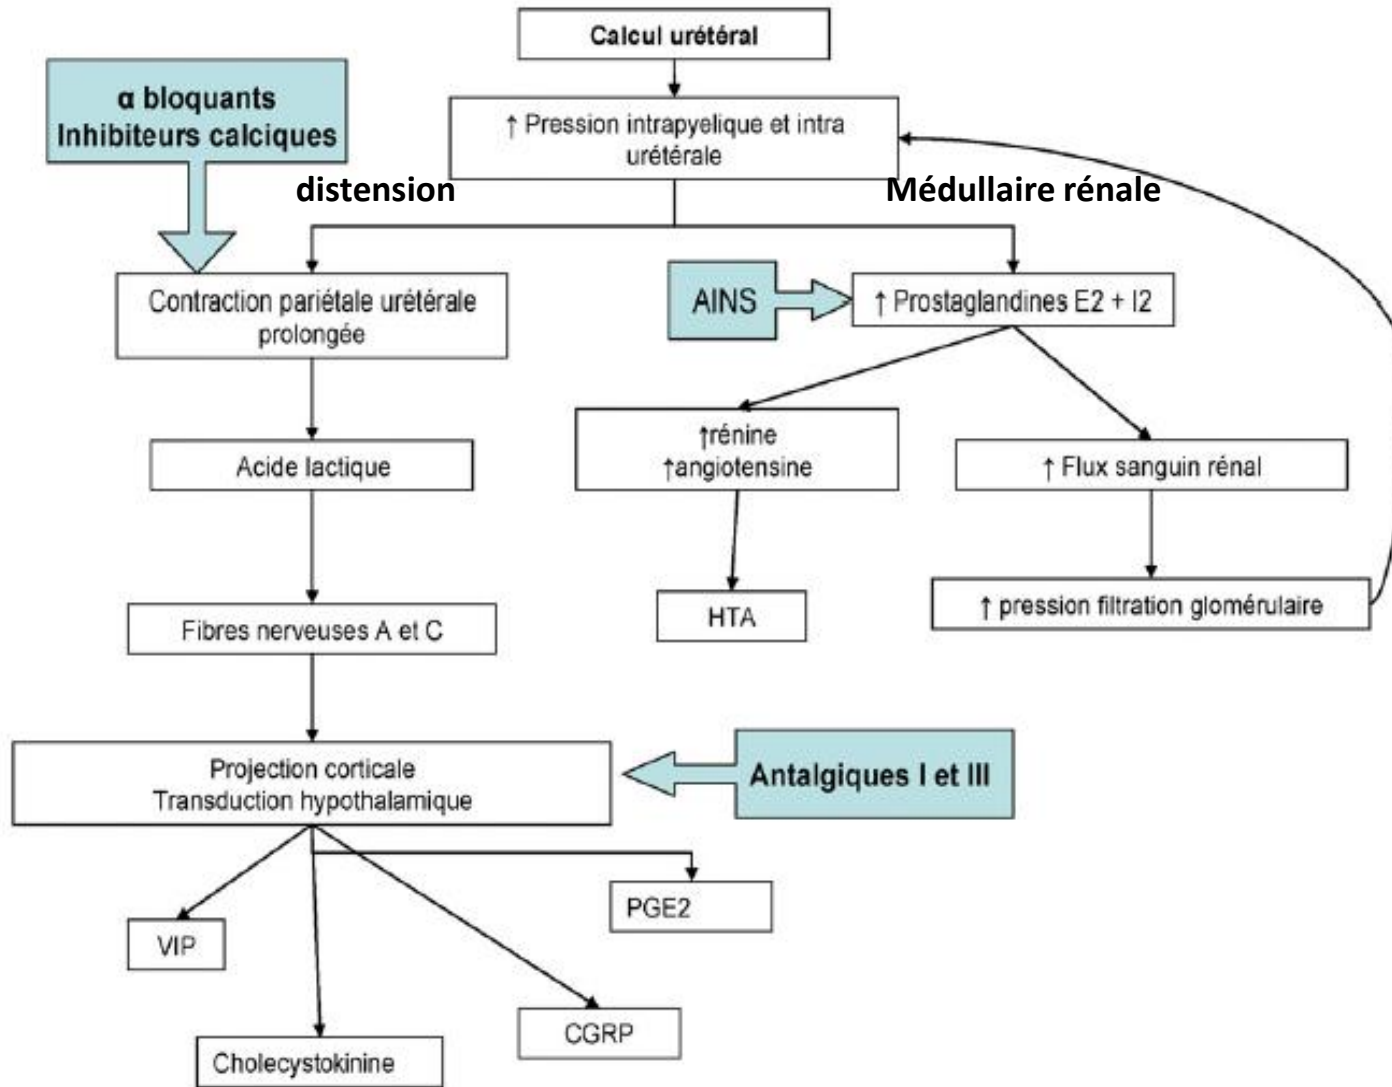 Calcul urétéral
α bloquants
Inhibiteurs calciques
↑ Pression intrapyelique et intra
urétérale
distension
Médullaire rénale
Contraction pariétale urétérale
prolongée
AINS
↑ Prostaglandines E2 + I2
↑rénine
↑angiotensine
Acide lactique
↑ Flux sanguin rénal
HTA
↑ pression filtration glomérulaire
Fibres nerveuses A et C
Projection corticale
Transduction hypothalamique
Antalgiques I et III
PGE2
VIP
CGRP
Cholecystokinine